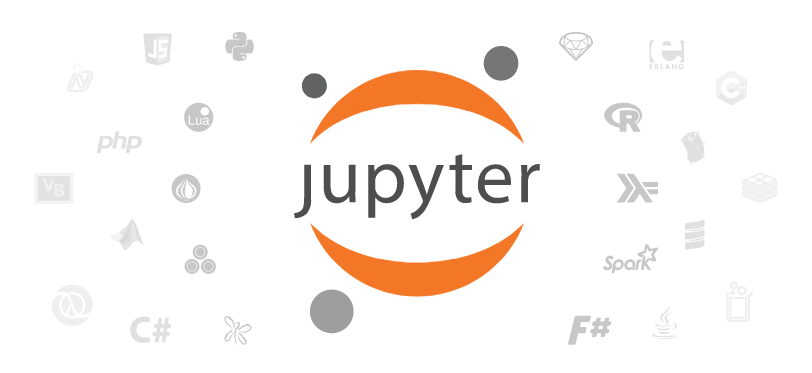 JS
ERLANG
Lua
R
php
jupyter
VB
Spark
C#
F#